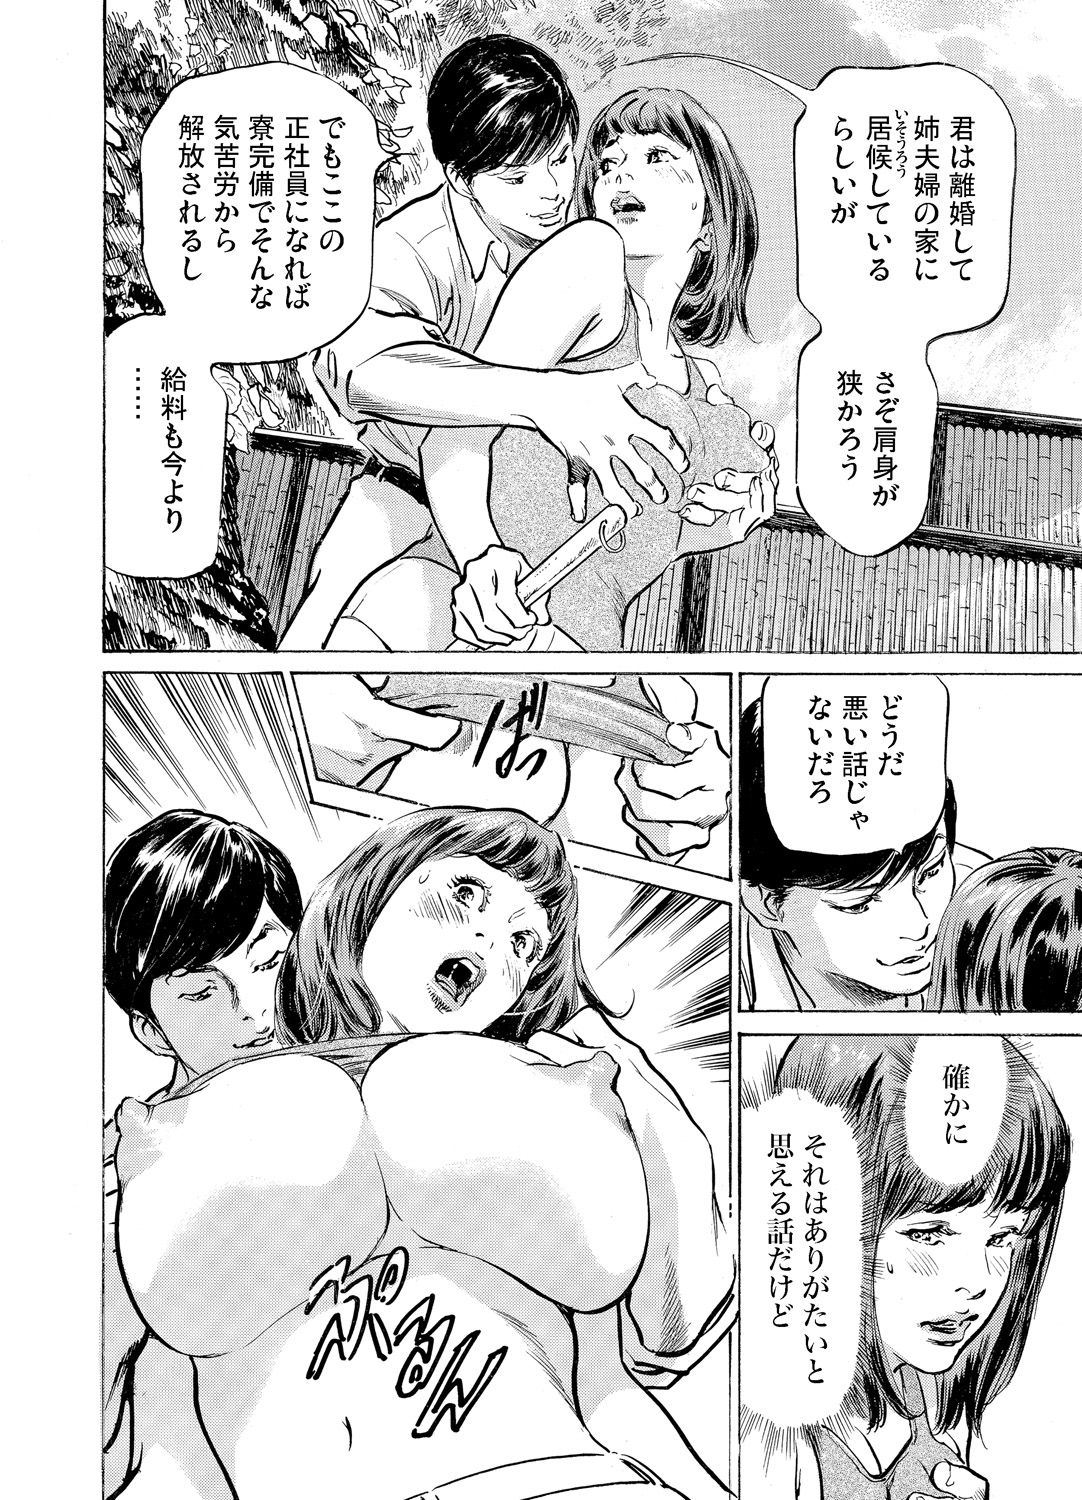 君は離婚して
姉夫婦の家に
居候している
いそうろう
らしいが
さぞ肩身が
狭かろう
でもここの
正社員になれば
寮完備でそんな
気苦労から
解放されるし
給料も今より
……
どうだ
悪い話じゃ
ないだろ
ばっ
確かに
それはありがたいと
思える話だけど
ぷるん